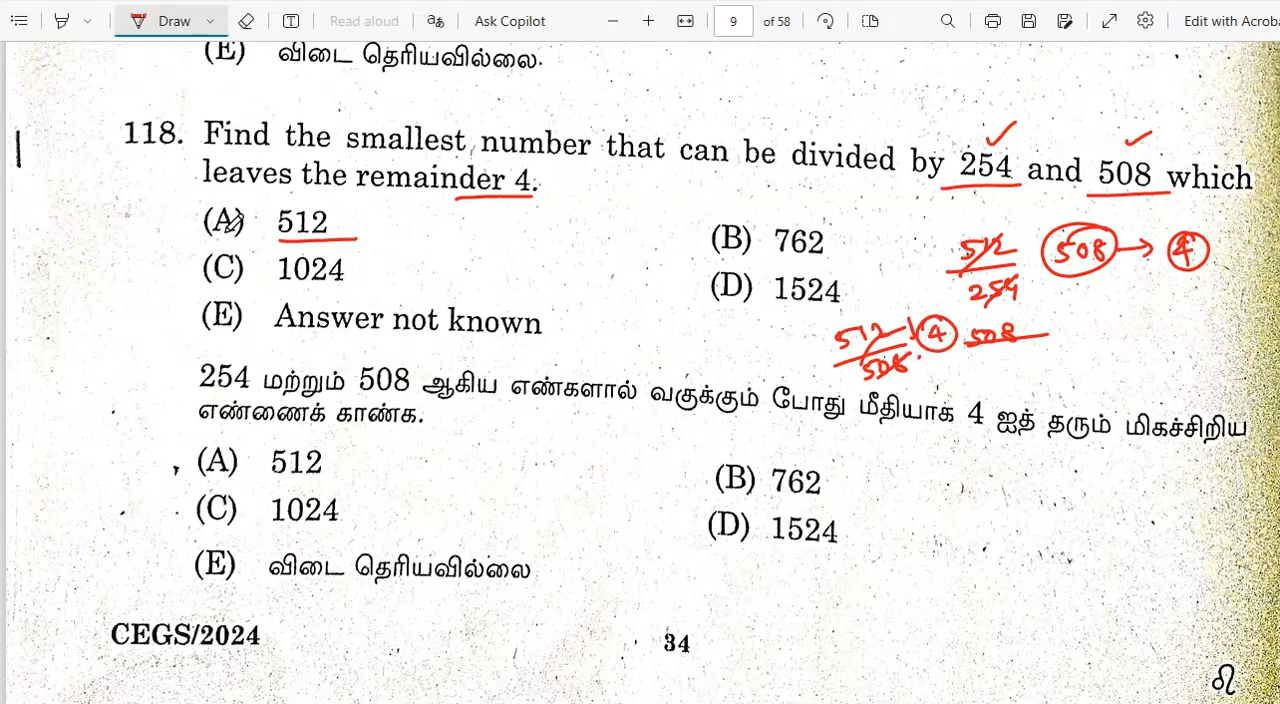 Draw
Read aloud
aあ
Ask Copilot
9 of 58
Edit with Acroba
(E) விடை தெரியவில்லை.
118. Find the smallest number that can be divided by 254 and 508 which
leaves the remainder 4.
(A) 512
(B) 762
(C) 1024
(D) 1524
(E) Answer not known
512
254
508 → 4
512
508
4
508
254 மற்றும் 508 ஆகிய எண்களால் வகுக்கும் போது மீதியாக 4 ஐத் தரும் மிகச்சிறிய
எண்ணைக் காண்க.
(A) 512
(B) 762
(C) 1024
(D) 1524
(E) விடை தெரியவில்லை
CEGS/2024
34